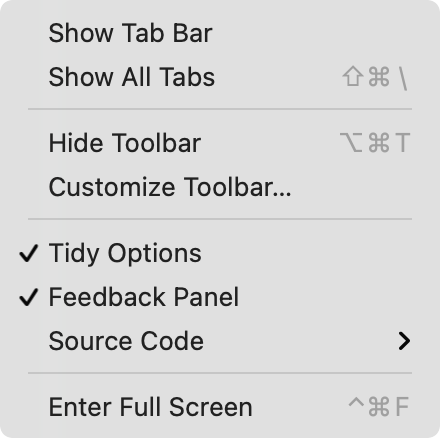 Show Tab Bar
Show All Tabs ⇧⌘\
Hide Toolbar ⌥⌘T
Customize Toolbar...
✓ Tidy Options
✓ Feedback Panel
Source Code >
Enter Full Screen ^⌘F